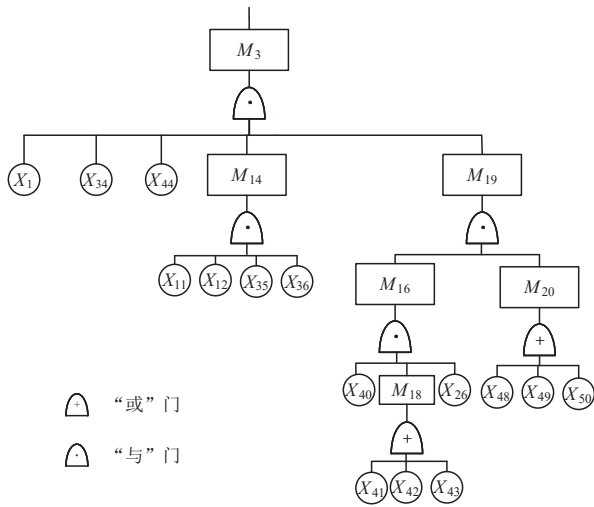 M3
X1 X34 X44 M14 M19
X11 X12 X35 X36 M16 M20
X40 M18 X26 X48 X49 X50
+ “或”门
· “与”门
X41 X42 X43